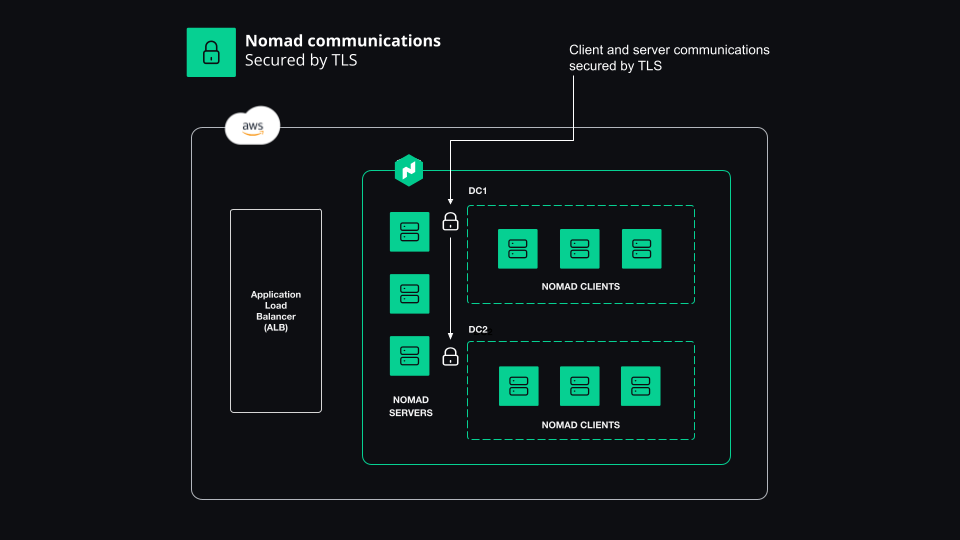 Nomad communications
Secured by TLS
Client and server communications
secured by TLS
aws
DC1
NOMAD CLIENTS
Application
Load
Balancer
(ALB)
DC2
NOMAD
SERVERS
NOMAD CLIENTS